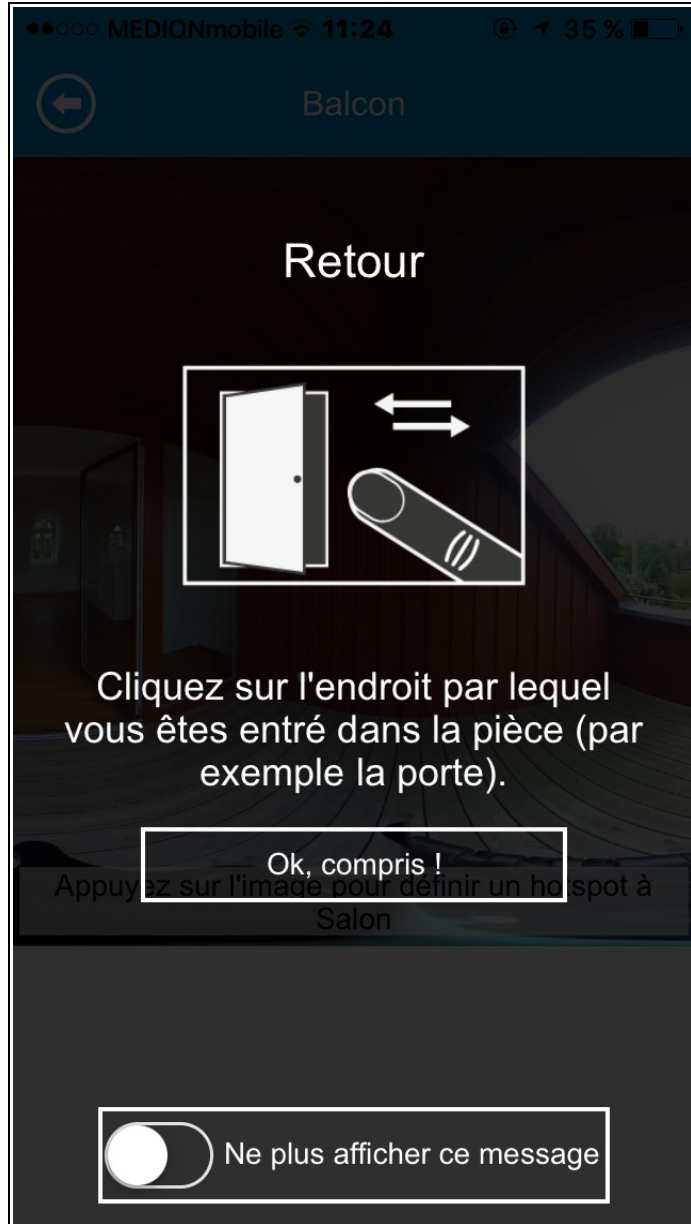 MEDIONmobile 11:24 35 %
Balcon
Retour
Cliquez sur l'endroit par lequel
vous êtes entré dans la pièce (par
exemple la porte).
Ok, compris !
Appuyez sur l'image pour définir un hotspot à
Salon
Ne plus afficher ce message